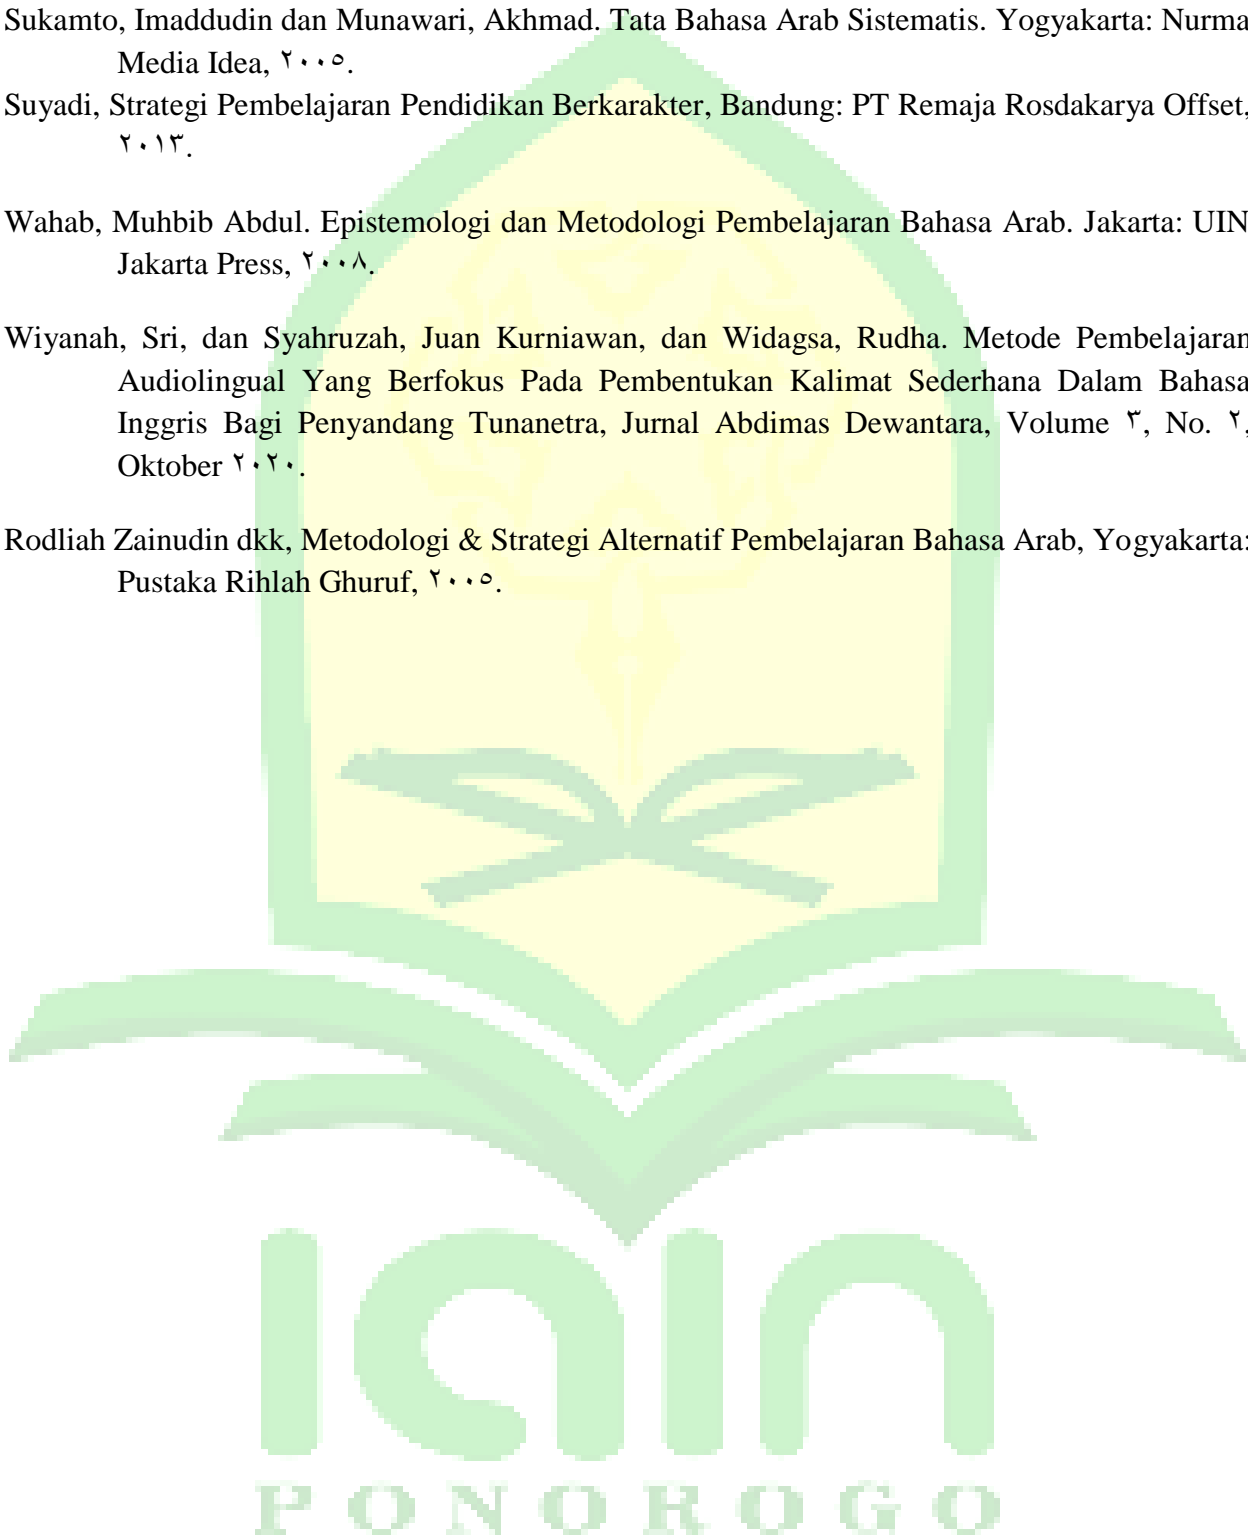 Sukamto, Imaddudin dan Munawari, Akhmad. Tata Bahasa Arab Sistematis. Yogyakarta: Nurma
Media Idea, ٢٠٠٥.
Suyadi, Strategi Pembelajaran Pendidikan Berkarakter, Bandung: PT Remaja Rosdakarya Offset,
٢٠١٣.
Wahab, Muhbib Abdul. Epistemologi dan Metodologi Pembelajaran Bahasa Arab. Jakarta: UIN
Jakarta Press, ٢٠٠٨.
Wiyanah, Sri, dan Syahruzah, Juan Kurniawan, dan Widagsa, Rudha. Metode Pembelajaran
Audiolingual Yang Berfokus Pada Pembentukan Kalimat Sederhana Dalam Bahasa
Inggris Bagi Penyandang Tunanetra, Jurnal Abdimas Dewantara, Volume ٣, No. ٢,
Oktober ٢٠٢٠.
Rodliah Zainudin dkk, Metodologi & Strategi Alternatif Pembelajaran Bahasa Arab, Yogyakarta:
Pustaka Rihlah Ghuruf, ٢٠٠٥.
iain
PONOROGO